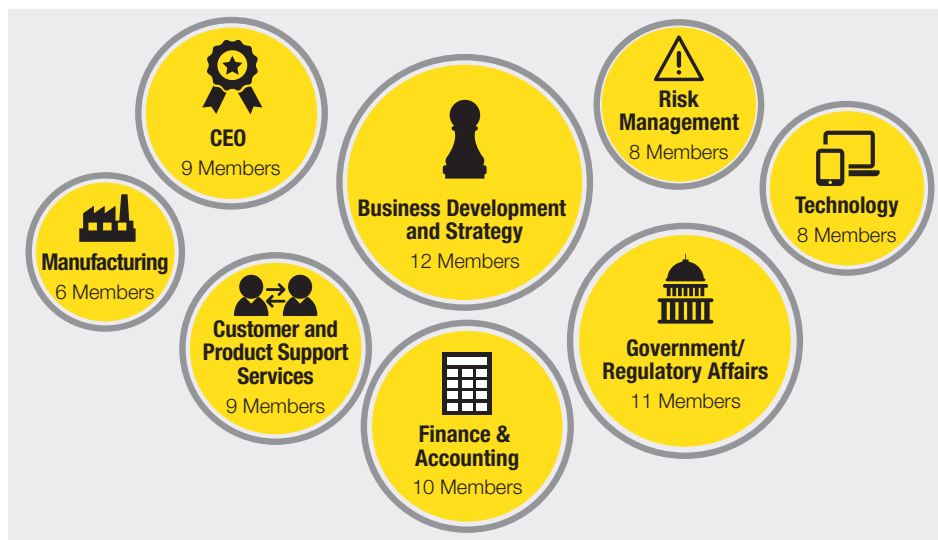 CEO
9 Members
Business Development
and Strategy
12 Members
Risk
Management
8 Members
Technology
8 Members
Manufacturing
6 Members
Customer and
Product Support
Services
9 Members
Finance &
Accounting
10 Members
Government/
Regulatory Affairs
11 Members